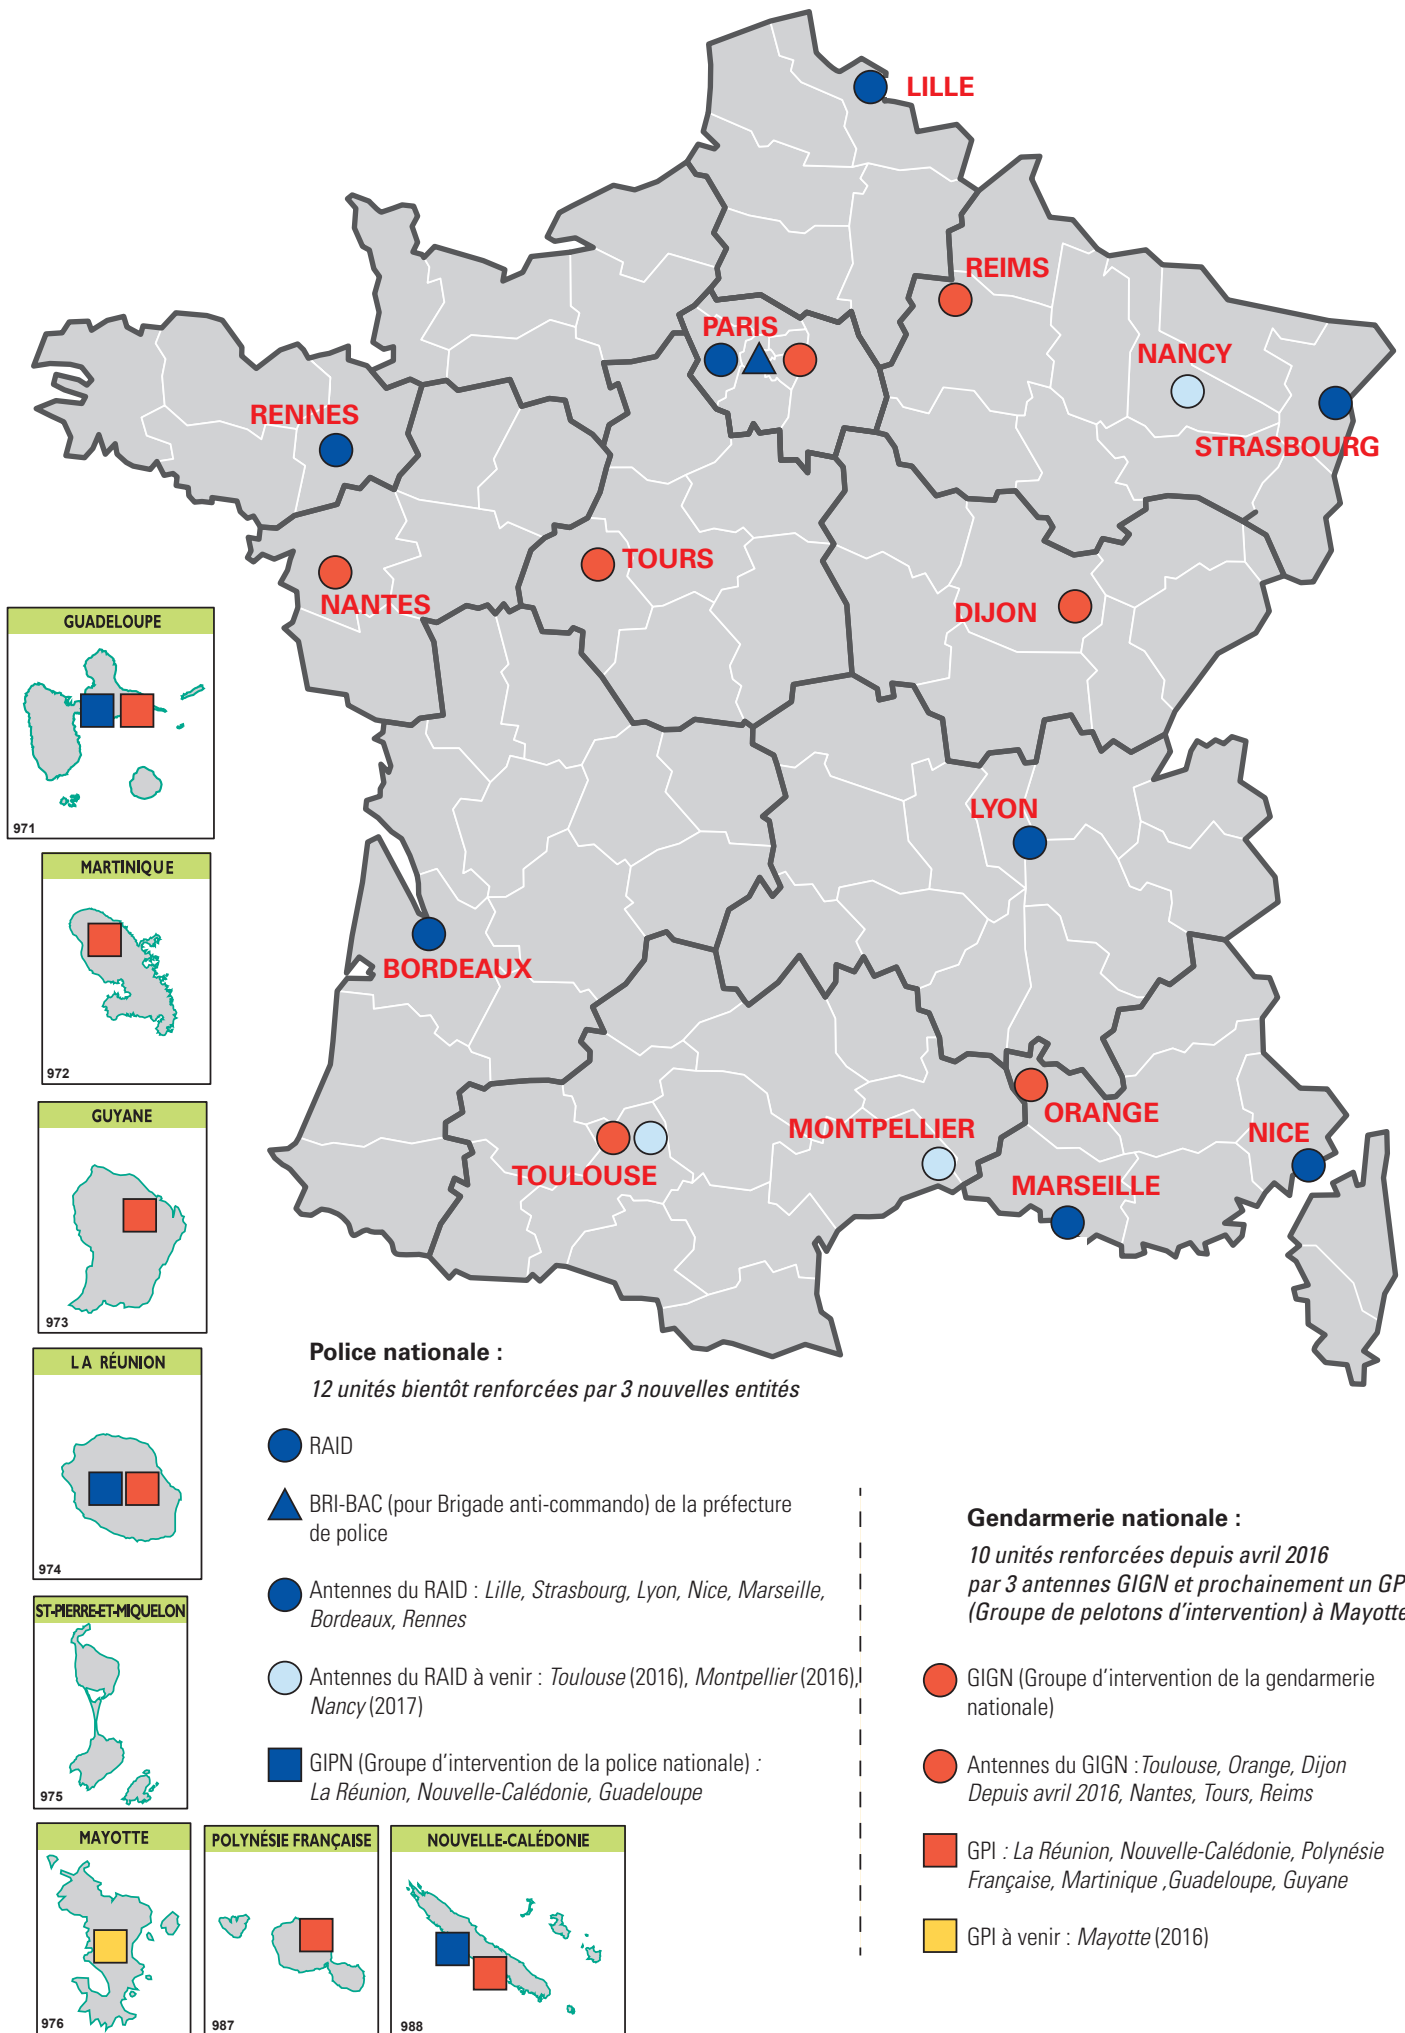 LILLE
REIMS
PARIS
NANCY
STRASBOURG
RENNES
TOURS
NANTES
DIJON
LYON
BORDEAUX
ORANGE
MONTPELLIER
NICE
TOULOUSE
MARSEILLE
GUADELOUPE
971
MARTINIQUE
972
GUYANE
973
LA RÉUNION
974
ST-PIERRE-ET-MIQUELON
975
MAYOTTE
976
POLYNÉSIE FRANÇAISE
987
NOUVELLE-CALÉDONIE
988
Police nationale :
12 unités bientôt renforcées par 3 nouvelles entités
RAID
BRI-BAC (pour Brigade anti-commando) de la préfecture
de police
Antennes du RAID : Lille, Strasbourg, Lyon, Nice, Marseille,
Bordeaux, Rennes
Antennes du RAID à venir : Toulouse (2016), Montpellier (2016),
Nancy (2017)
GIPN (Groupe d'intervention de la police nationale) :
La Réunion, Nouvelle-Calédonie, Guadeloupe
Gendarmerie nationale :
10 unités renforcées depuis avril 2016
par 3 antennes GIGN et prochainement un GP
(Groupe de pelotons d'intervention) à Mayotte
GIGN (Groupe d'intervention de la gendarmerie
nationale)
Antennes du GIGN : Toulouse, Orange, Dijon
Depuis avril 2016, Nantes, Tours, Reims
GPI : La Réunion, Nouvelle-Calédonie, Polynésie
Française, Martinique ,Guadeloupe, Guyane
GPI à venir : Mayotte (2016)